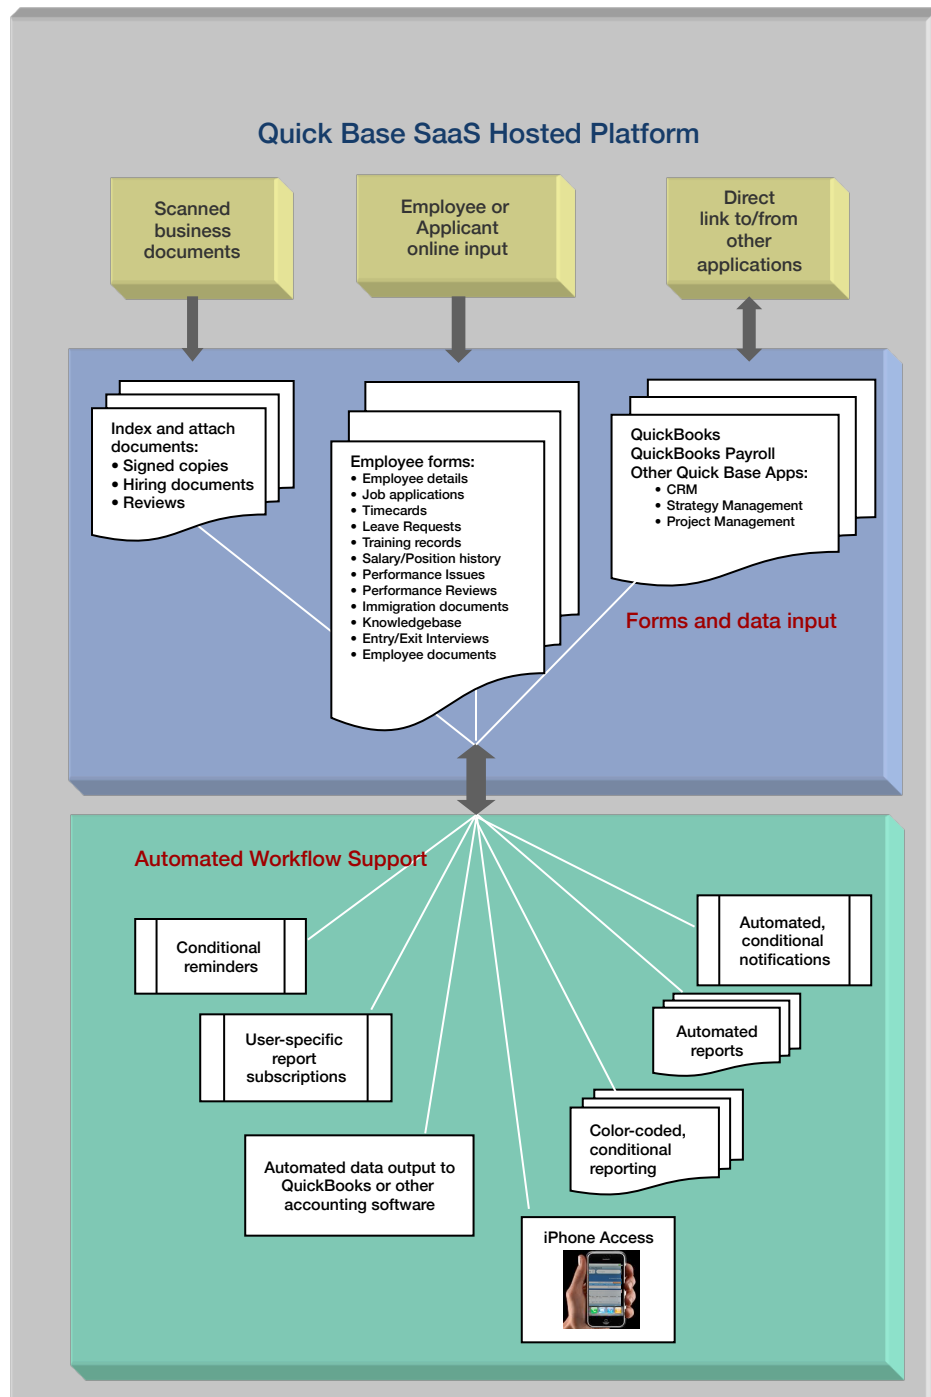 Quick Base SaaS Hosted Platform
Scanned
business
documents
Employee or
Applicant
online input
Direct
link to/from
other
applications
Index and attach
documents:
• Signed copies
• Hiring documents
• Reviews
Employee forms:
• Employee details
• Job applications
• Timecards
• Leave Requests
• Training records
• Salary/Position history
• Performance Issues
• Performance Reviews
• Immigration documents
• Knowledgebase
• Entry/Exit Interviews
• Employee documents
QuickBooks
QuickBooks Payroll
Other Quick Base Apps:
• CRM
• Strategy Management
• Project Management
Forms and data input
Automated Workflow Support
Conditional
reminders
User-specific
report
subscriptions
Automated data output to
QuickBooks or other
accounting software
iPhone Access
Color-coded,
conditional
reporting
Automated
reports
Automated,
conditional
notifications